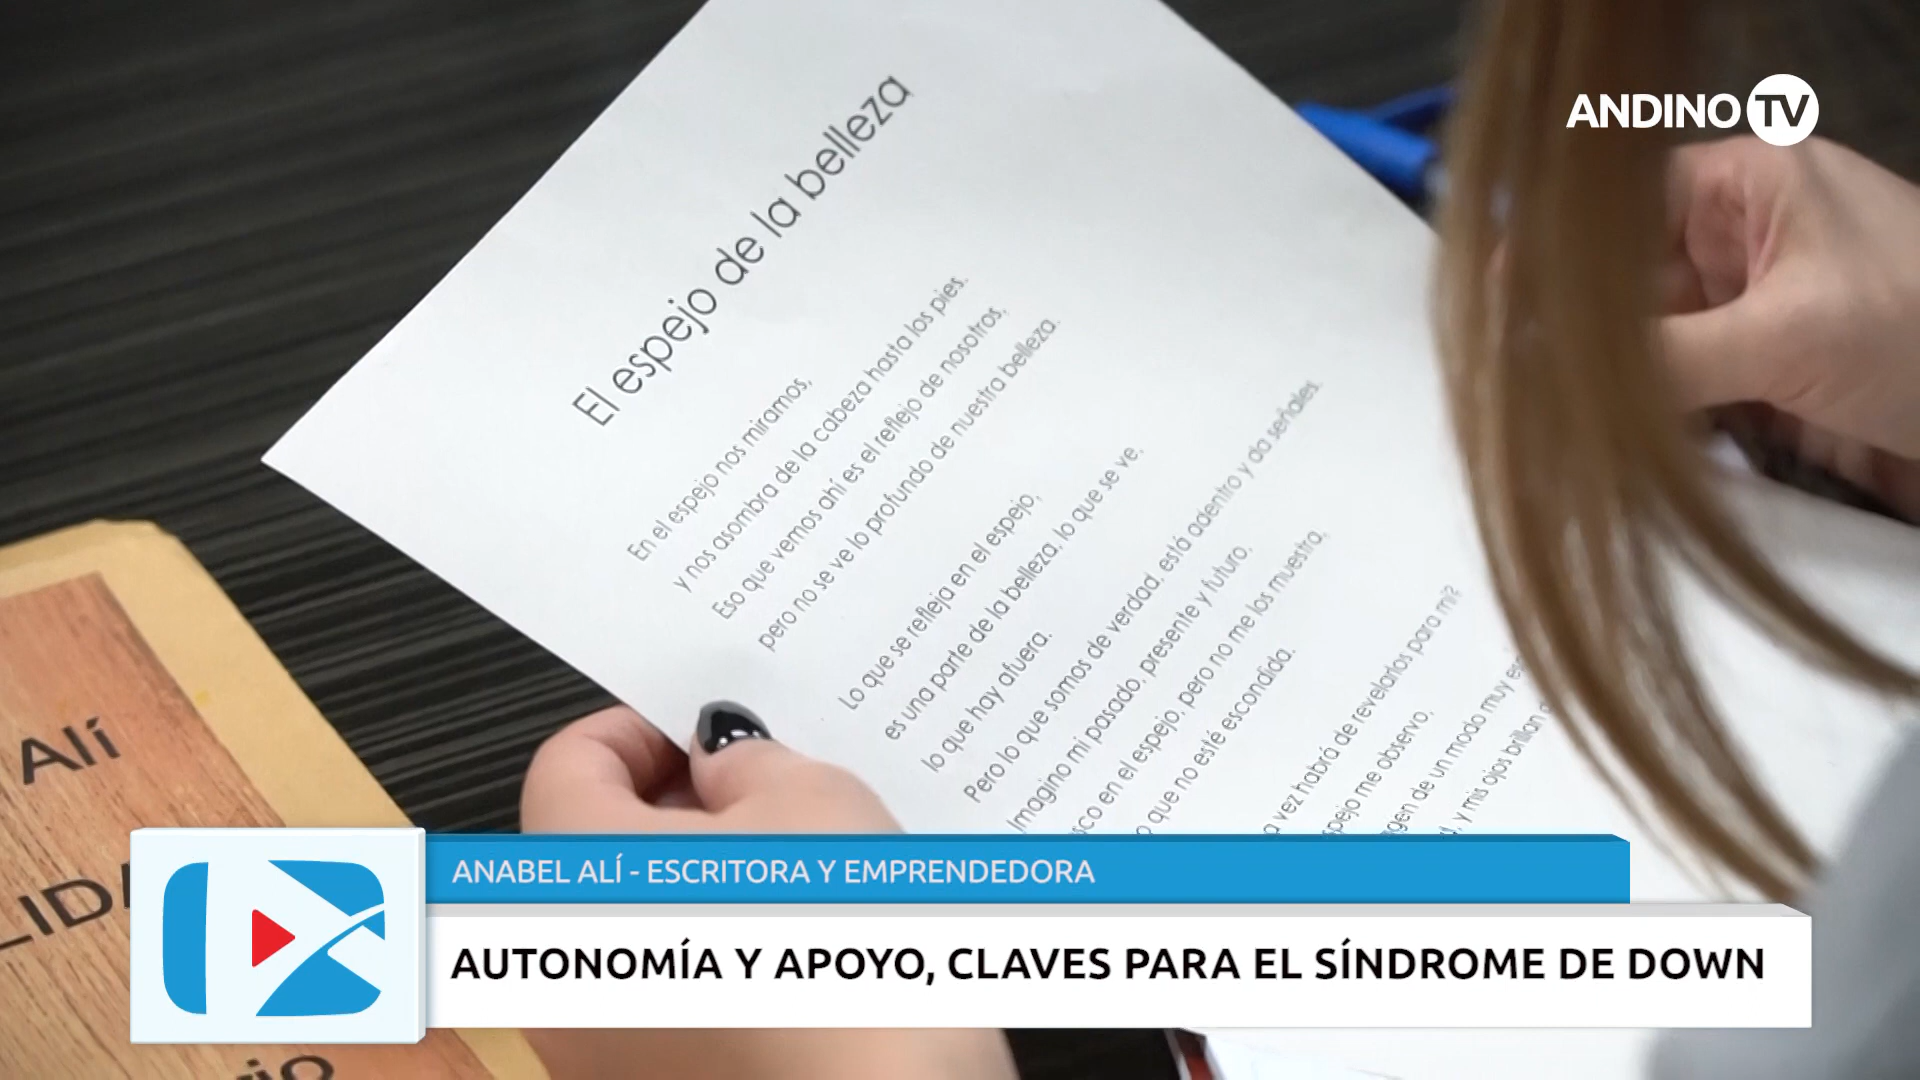 ANDINO TV
El espejo de la belleza
En el espejo nos miramos,
y nos asombra de la cabeza hasta los pies.
Eso que vemos ahí es el reflejo de nosotros,
pero no se ve lo profundo de nuestra belleza.
Lo que se refleja en el espejo,
es una parte de la belleza, lo que se ve,
lo que hay afuera.
Pero lo que somos de verdad, está adentro y da señales.
Imagino mi pasado, presente y futuro.
en el espejo, pero no me los muestra,
que no esté escondida.
vez habrá de revelarlos para mí?
me observo,
de un modo muy
y mis ojos brillan
Alí
ANABEL ALÍ - ESCRITORA Y EMPRENDEDORA
AUTONOMÍA Y APOYO, CLAVES PARA EL SÍNDROME DE DOWN